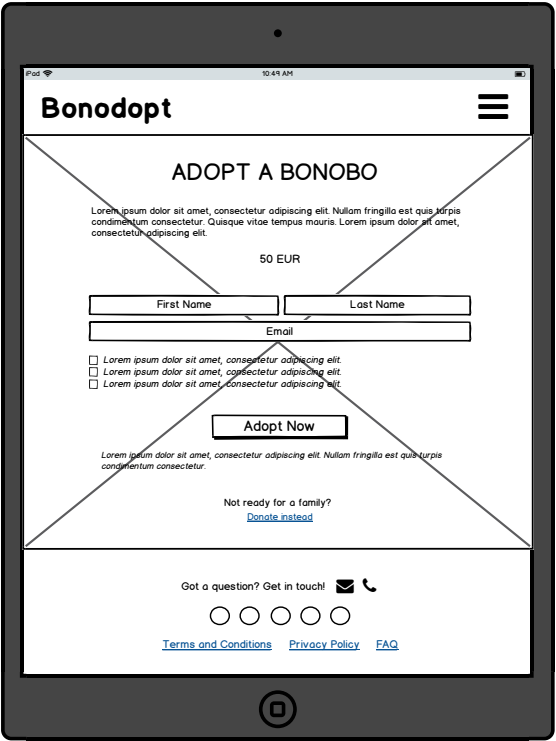 iPad
10:49 AM
Bonodopt
ADOPT A BONOBO
Lorem ipsum dolor sit amet, consectetur adipiscing elit. Nullam fringilla est quis turpis
condimentum consectetur. Quisque vitae tempus mauris. Lorem ipsum dolor sit amet,
consectetur adipiscing elit.
50 EUR
First Name
Last Name
Email
Lorem ipsum dolor sit amet, consectetur adipiscing elit.
Lorem ipsum dolor sit amet, consectetur adipiscing elit.
Lorem ipsum dolor sit amet, consectetur adipiscing elit.
Adopt Now
Lorem ipsum dolor sit amet, consectetur adipiscing elit. Nullam fringilla est quis turpis
condimentum consectetur.
Not ready for a family?
Donate instead
Got a question? Get in touch!
Terms and Conditions Privacy Policy FAQ